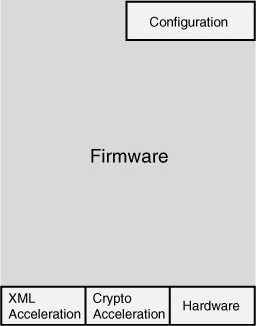 Configuration
Firmware
XML
Acceleration
Crypto
Acceleration
Hardware